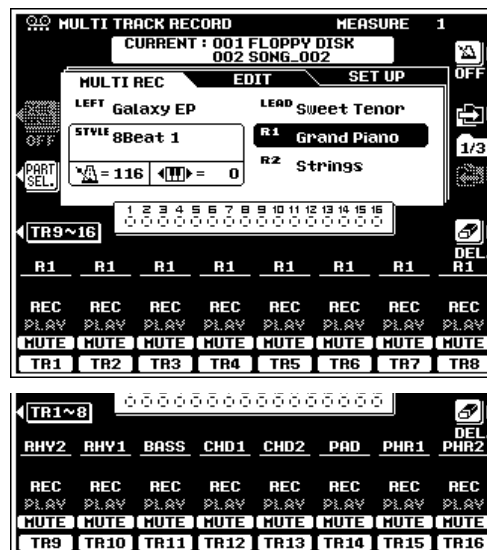 MULTI TRACK RECORD MEASURE 1
CURRENT : 001 FLOPPY DISK
002 SONG_002
OFF
MULTI REC EDIT SET UP
LEFT Galaxy EP LEAD Sweet Tenor
OFF STYLE 8Beat 1 R1 Grand Piano 1/3
R2 Strings
PART SEL. = 116 = 0
1 2 3 4 5 6 7 8 9 10 11 12 13 14 15 16
TR9~16
DEL.
R1 R1 R1 R1 R1 R1 R1 R1
REC REC REC REC REC REC REC REC
PLAY PLAY PLAY PLAY PLAY PLAY PLAY PLAY
MUTE MUTE MUTE MUTE MUTE MUTE MUTE MUTE
TR1 TR2 TR3 TR4 TR5 TR6 TR7 TR8
TR1~8
DEL.
RHY2 RHY1 BASS CHD1 CHD2 PAD PHR1 PHR2
REC REC REC REC REC REC REC REC
PLAY PLAY PLAY PLAY PLAY PLAY PLAY PLAY
MUTE MUTE MUTE MUTE MUTE MUTE MUTE MUTE
TR9 TR10 TR11 TR12 TR13 TR14 TR15 TR16